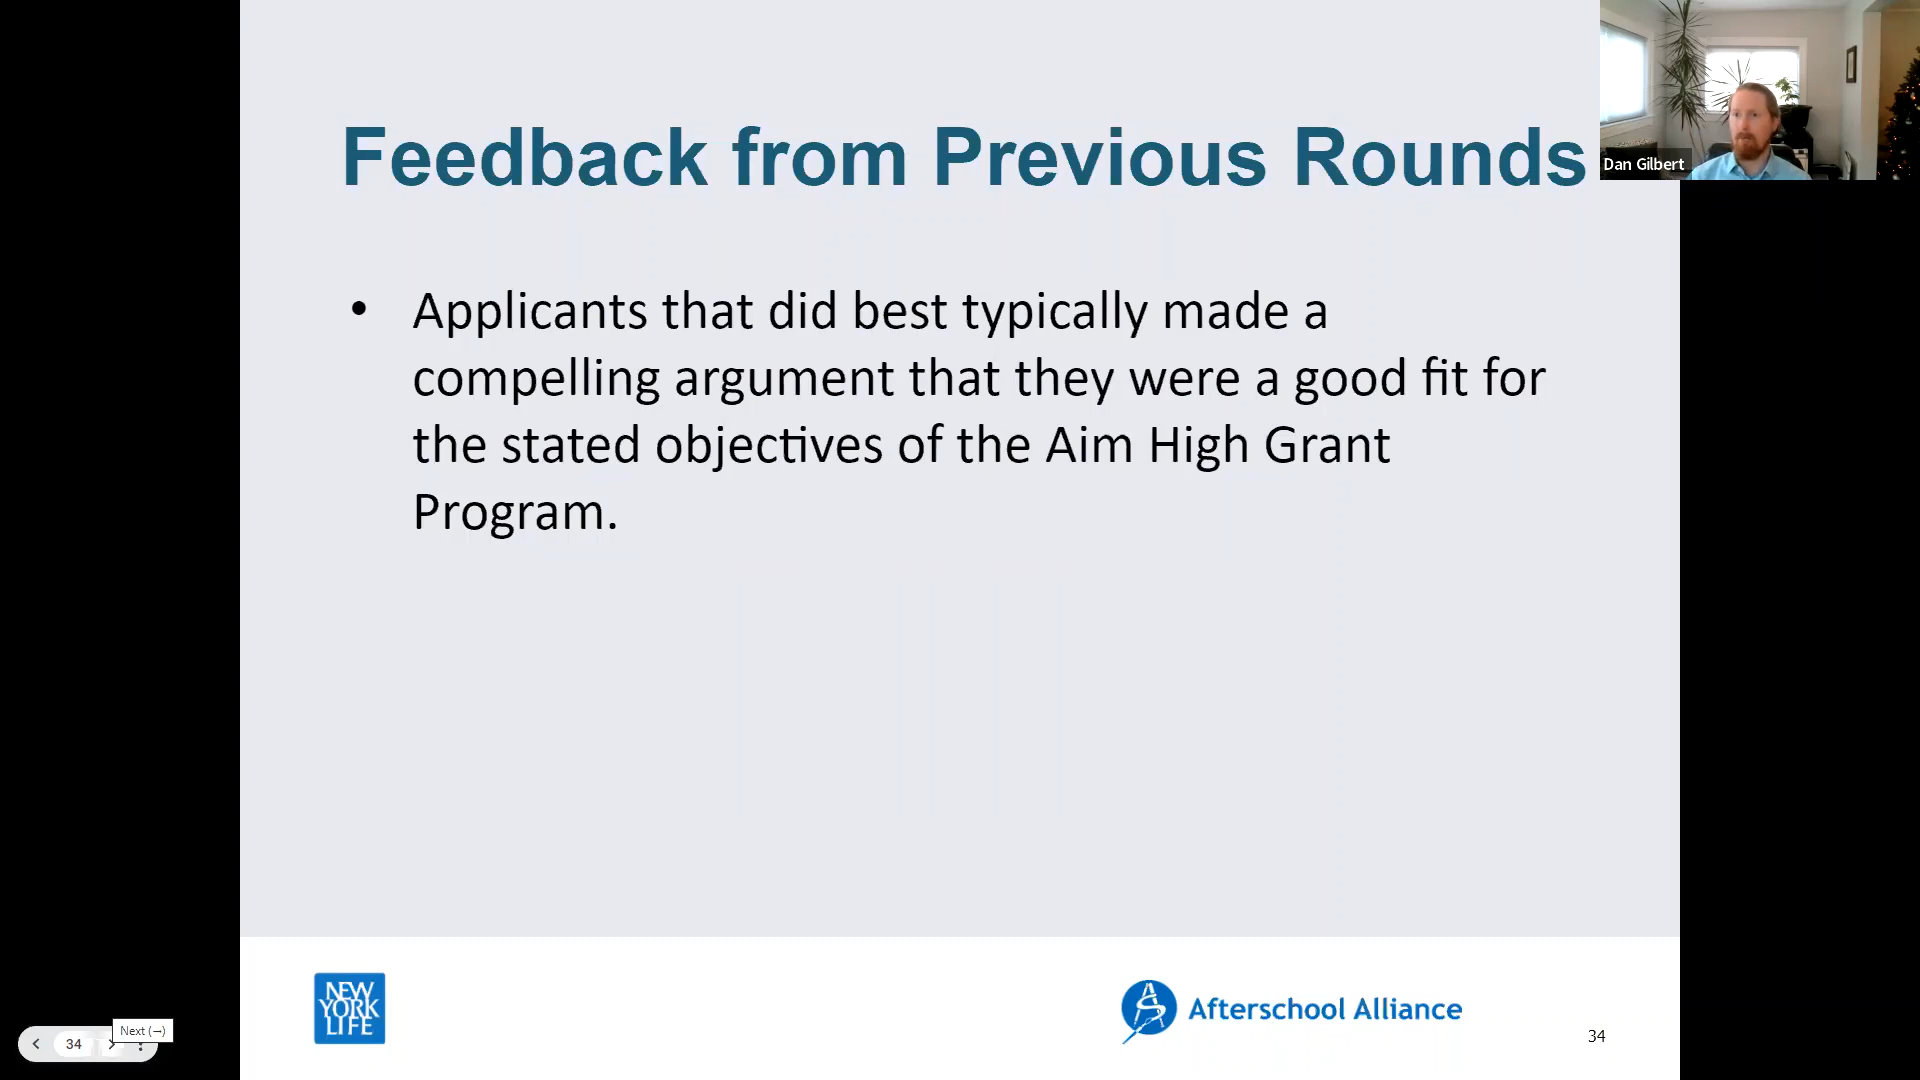 Feedback from Previous Rounds
Dan Gilbert
• Applicants that did best typically made a
compelling argument that they were a good fit for
the stated objectives of the Aim High Grant
Program.
NEW
YORK
LIFE
Afterschool Alliance
34
Next (→)
34